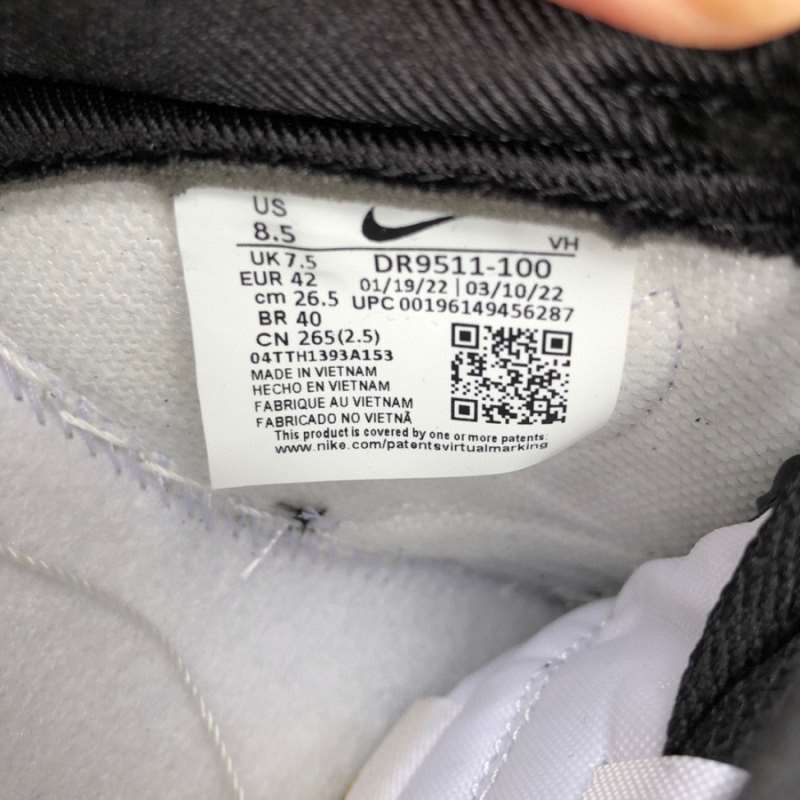 US
8.5
VH
UK 7.5
DR9511-100
EUR 42
01/19/22 | 03/10/22
cm 26.5
UPC 00196149456287
BR 40
CN 265(2.5)
04TTH1393A153
MADE IN VIETNAM
HECHO EN VIETNAM
FABRIQUE AU VIETNAM
FABRICADO NO VIETNÃ
This product is covered by one or more patents:
www.nike.com/patentsvirtualmarking